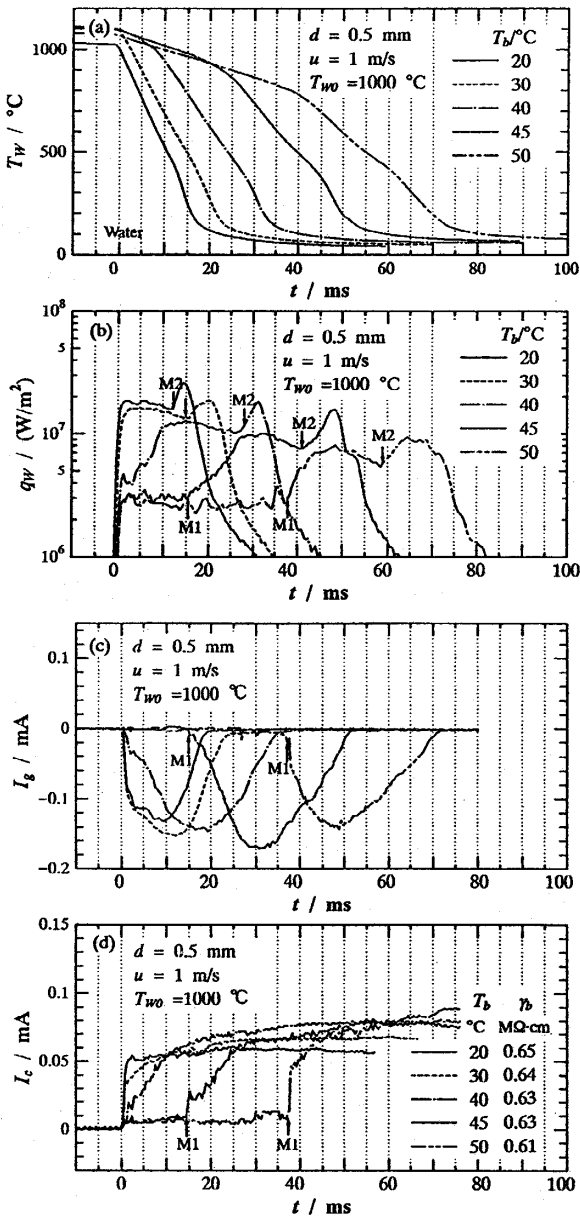 (a)
d = 0.5 mm
u = 1 m/s
T_W0 = 1000 °C
T_b/°C
20
30
40
45
50
1000
500
0
T_W / °C
Water
0 20 40 60 80 100
t / ms
(b)
d = 0.5 mm
u = 1 m/s
T_W0 = 1000 °C
T_b/°C
20
30
40
45
50
10^8
5
10^7
5
10^6
q_W / (W/m²)
M2
M2
M2
M2
M1
M1
0 20 40 60 80 100
t / ms
(c)
d = 0.5 mm
u = 1 m/s
T_W0 = 1000 °C
0.1
0
-0.1
-0.2
I_g / mA
M1
M1
0 20 40 60 80 100
t / ms
(d)
d = 0.5 mm
u = 1 m/s
T_W0 = 1000 °C
0.15
0.1
0.05
0
I_c / mA
T_b γ_b
°C MΩ·cm
20 0.65
30 0.64
40 0.63
45 0.63
50 0.61
M1
M1
0 20 40 60 80 100
t / ms